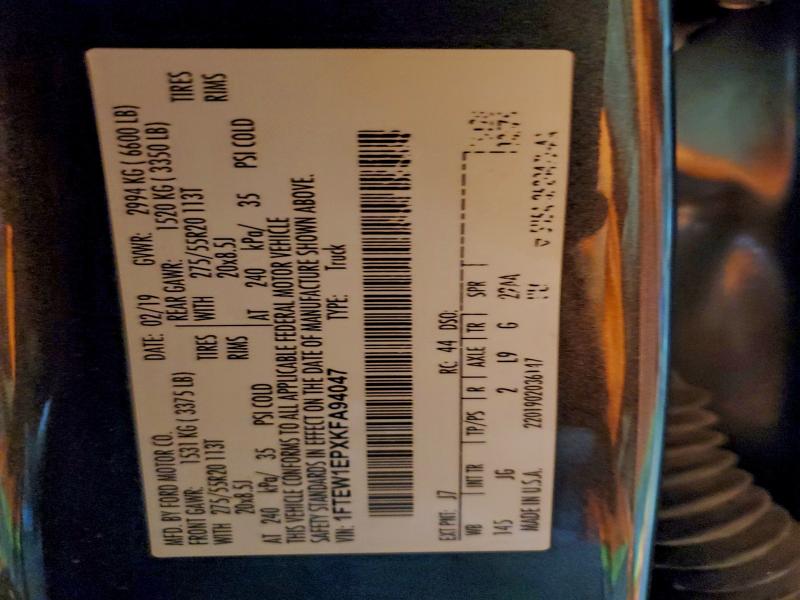 MFD. BY FORD MOTOR CO.
DATE: 02/19 GVWR: 2994 KG ( 6600 LB)
FRONT GAWR: 1531 KG ( 3375 LB)
REAR GAWR: 1520 KG ( 3350 LB)
WITH 275/55R20 113T TIRES
WITH 275/55R20 113T TIRES
20x8.5J RIMS
20x8.5J RIMS
AT 240 kPa/ 35 PSI COLD
AT 240 kPa/ 35 PSI COLD
THIS VEHICLE CONFORMS TO ALL APPLICABLE FEDERAL MOTOR VEHICLE
SAFETY STANDARDS IN EFFECT ON THE DATE OF MANUFACTURE SHOWN ABOVE.
VIN: 1FTEW1EPXKFA94047 TYPE: Truck
EXT PNT: J7 RC: 44 DSO:
WB INT TR TP/PS R AXLE TR SPR
145 JG 2 L9 G
MADE IN U.S.A. 2201902036147